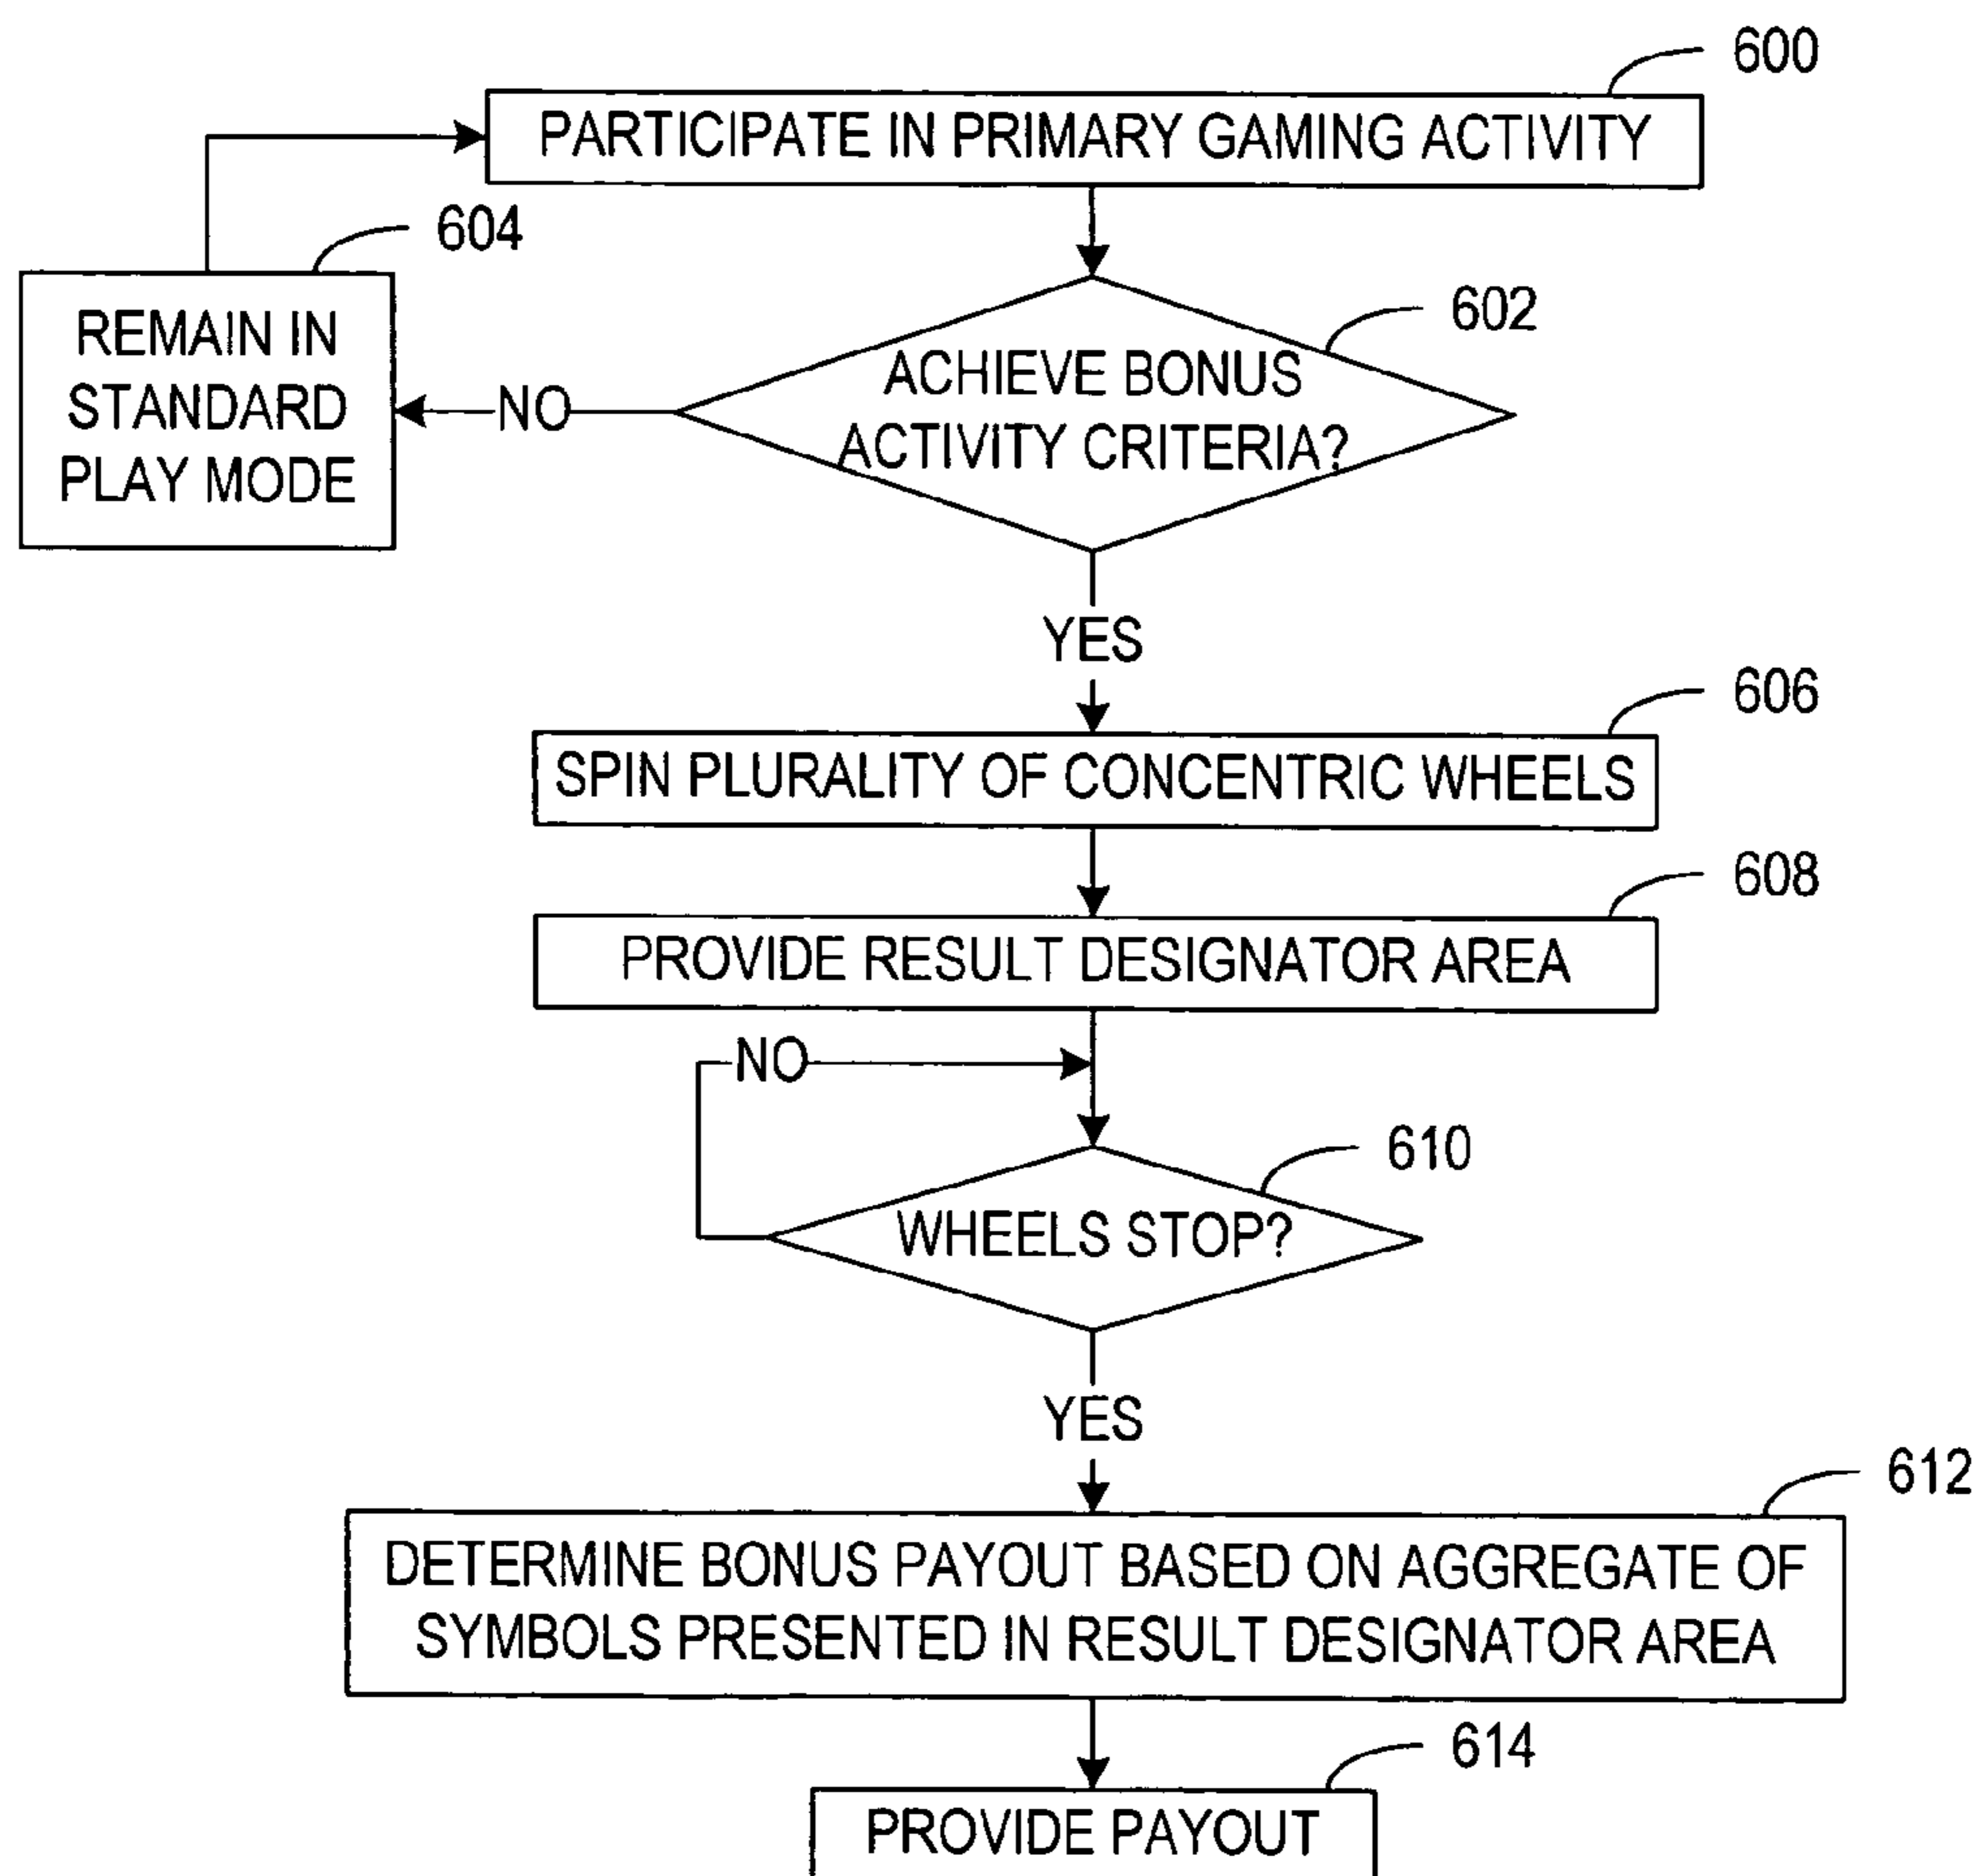 600
PARTICIPATE IN PRIMARY GAMING ACTIVITY
604
602
REMAIN IN
STANDARD
PLAY MODE
NO
ACHIEVE BONUS
ACTIVITY CRITERIA?
YES
606
SPIN PLURALITY OF CONCENTRIC WHEELS
608
PROVIDE RESULT DESIGNATOR AREA
NO
610
WHEELS STOP?
YES
612
DETERMINE BONUS PAYOUT BASED ON AGGREGATE OF
SYMBOLS PRESENTED IN RESULT DESIGNATOR AREA
614
PROVIDE PAYOUT